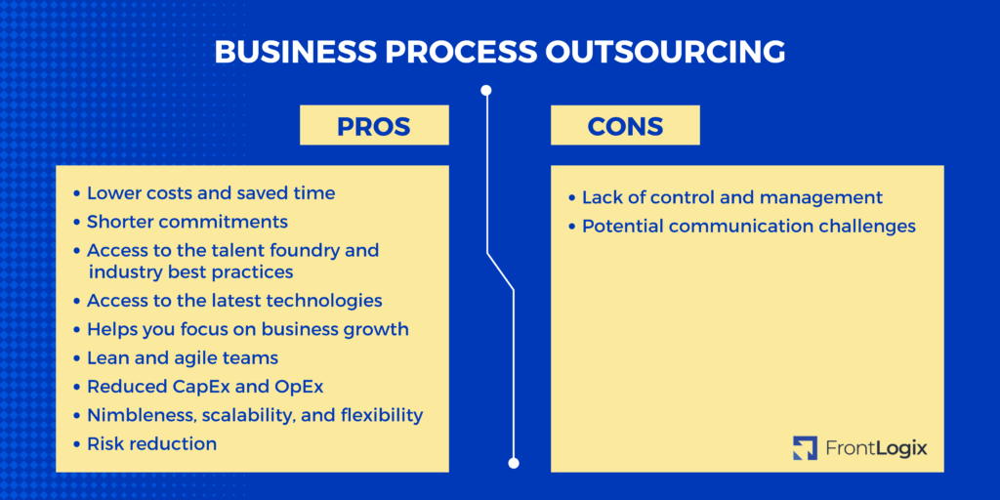 BUSINESS PROCESS OUTSOURCING
PROS
• Lower costs and saved time
• Shorter commitments
• Access to the talent foundry and
industry best practices
• Access to the latest technologies
• Helps you focus on business growth
• Lean and agile teams
• Reduced CapEx and OpEx
• Nimbleness, scalability, and flexibility
• Risk reduction
CONS
• Lack of control and management
• Potential communication challenges
FrontLogix